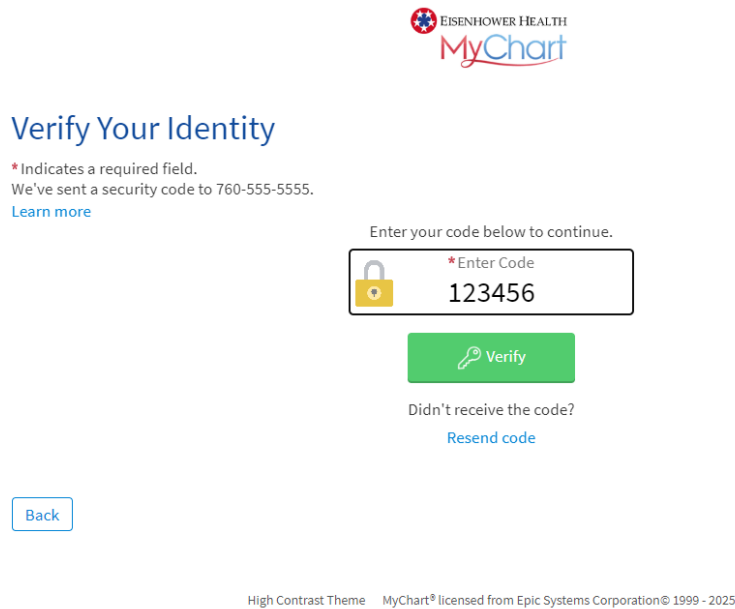 EISENHOWER HEALTH
MyChart
Verify Your Identity
*Indicates a required field.
We've sent a security code to 760-555-5555.
Learn more
Enter your code below to continue.
*Enter Code
123456
Verify
Didn't receive the code?
Resend code
Back
High Contrast Theme MyChart® licensed from Epic Systems Corporation© 1999 - 2025